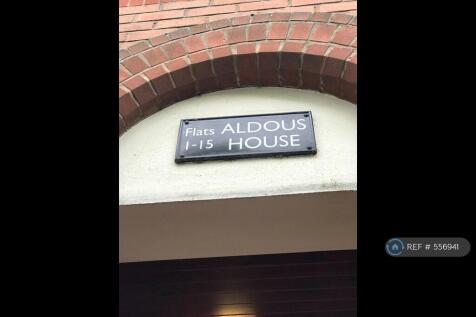 Flats ALDOUS
1-15 HOUSE
REF # 556941